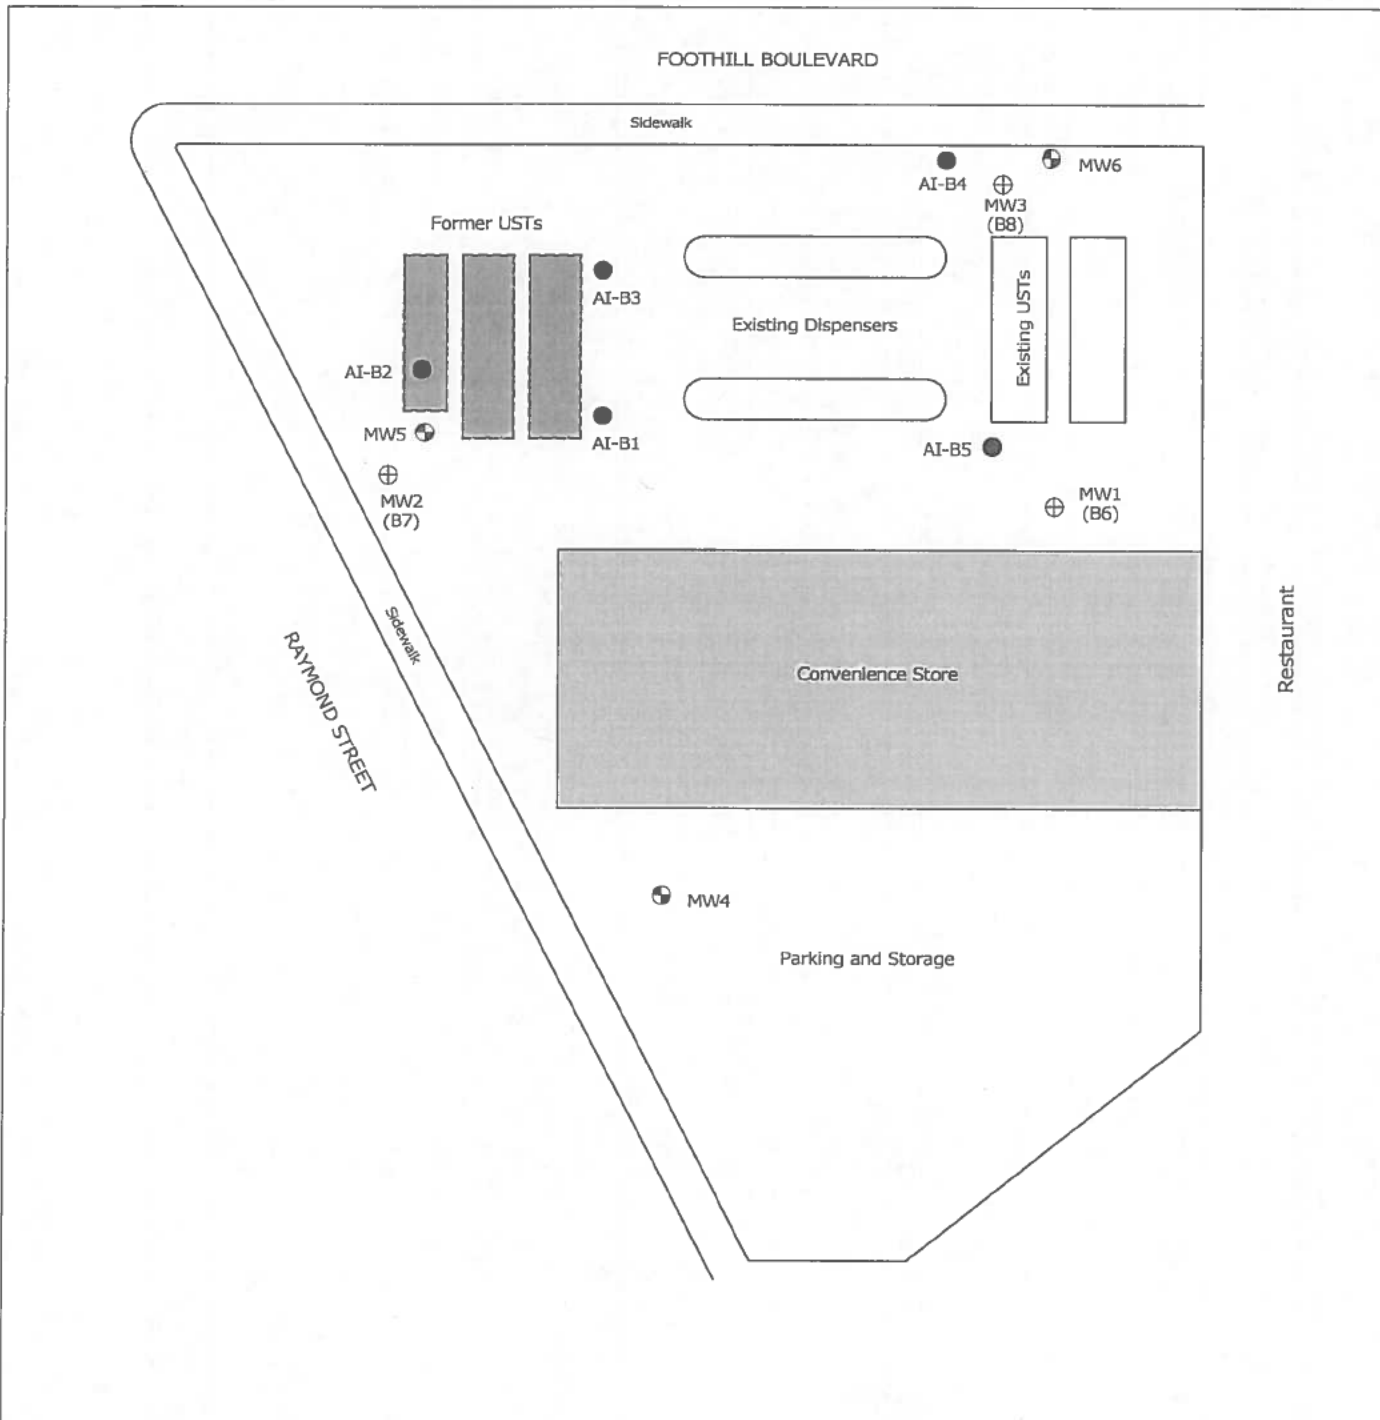 FOOTHILL BOULEVARD
Sidewalk
AI-B4
MW6
MW3
(B8)
Former USTs
AI-B3
Existing Dispensers
Existing USTs
AI-B2
MW5
AI-B1
AI-B5
MW2
(B7)
MW1
(B6)
Sidewalk
RAYMOND STREET
Convenience Store
Restaurant
MW4
Parking and Storage